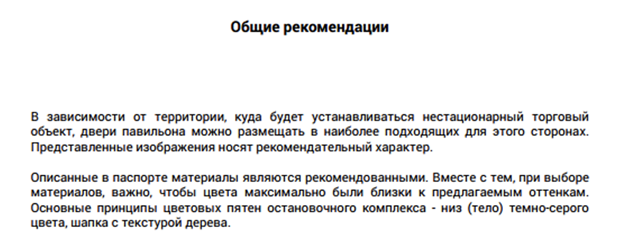 Общие рекомендации
В зависимости от территории, куда будет устанавливаться нестационарный торговый
объект, двери павильона можно размещать в наиболее подходящих для этого сторонах.
Представленные изображения носят рекомендательный характер.
Описанные в паспорте материалы являются рекомендованными. Вместе с тем, при выборе
материалов, важно, чтобы цвета максимально были близки к предлагаемым оттенкам.
Основные принципы цветовых пятен остановочного комплекса - низ (тело) темно-серого
цвета, шапка с текстурой дерева.